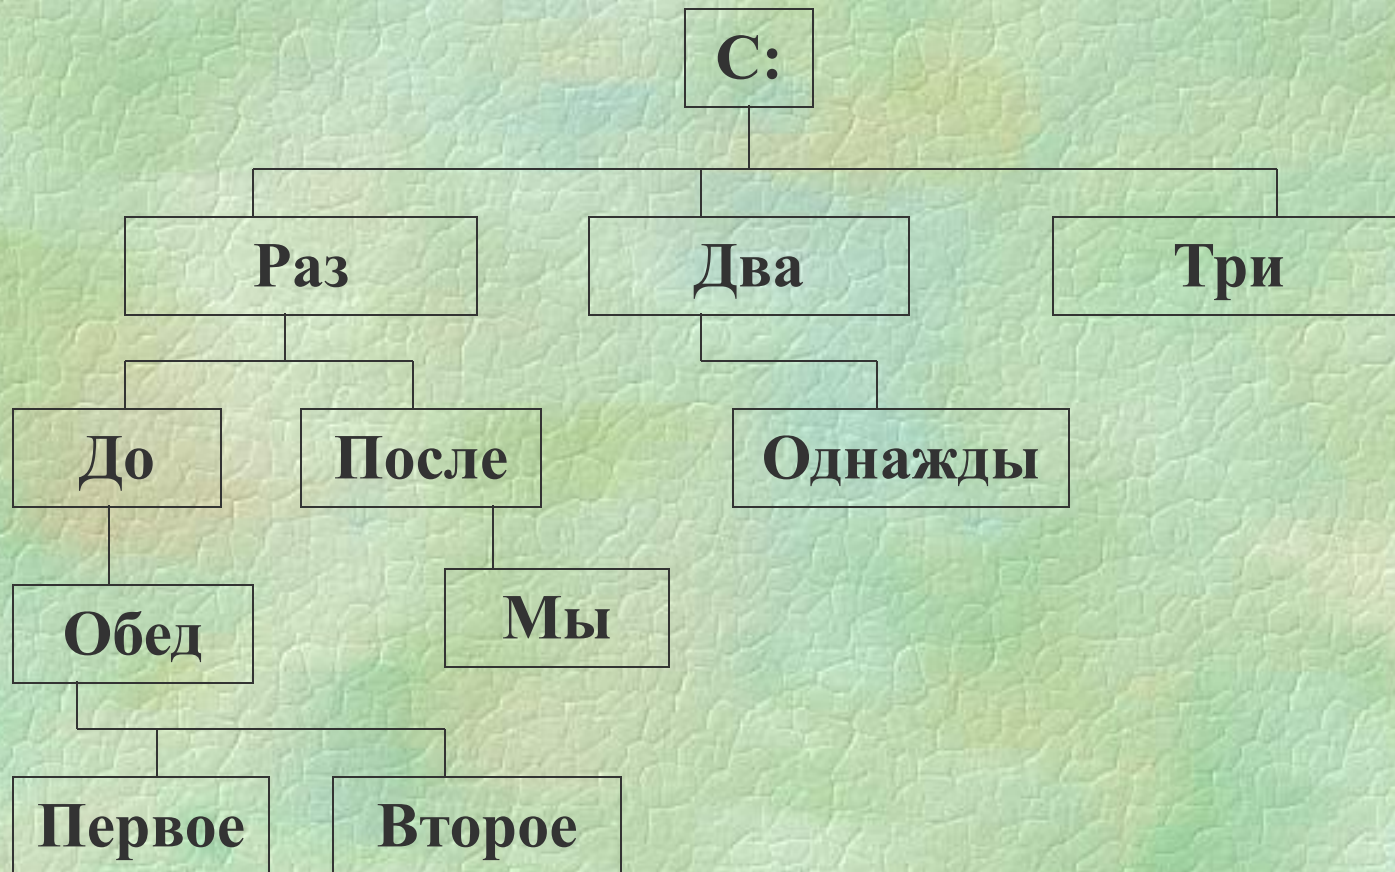 С:
Раз Два Три
До После Однажды
Обед Мы
Первое Второе